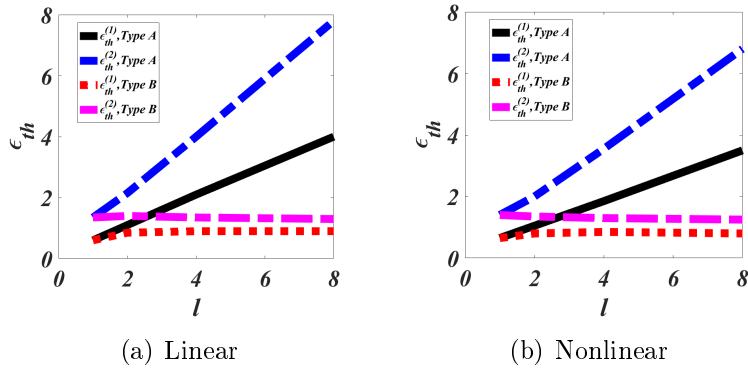 8
6
4
2
0
ϵ_th
ϵ_th^(1),Type A
ϵ_th^(2),Type A
ϵ_th^(1),Type B
ϵ_th^(2),Type B
0 2 4 6 8
l
(a) Linear
8
6
4
2
0
ϵ_th
ϵ_th^(1),Type A
ϵ_th^(2),Type A
ϵ_th^(1),Type B
ϵ_th^(2),Type B
0 2 4 6 8
l
(b) Nonlinear